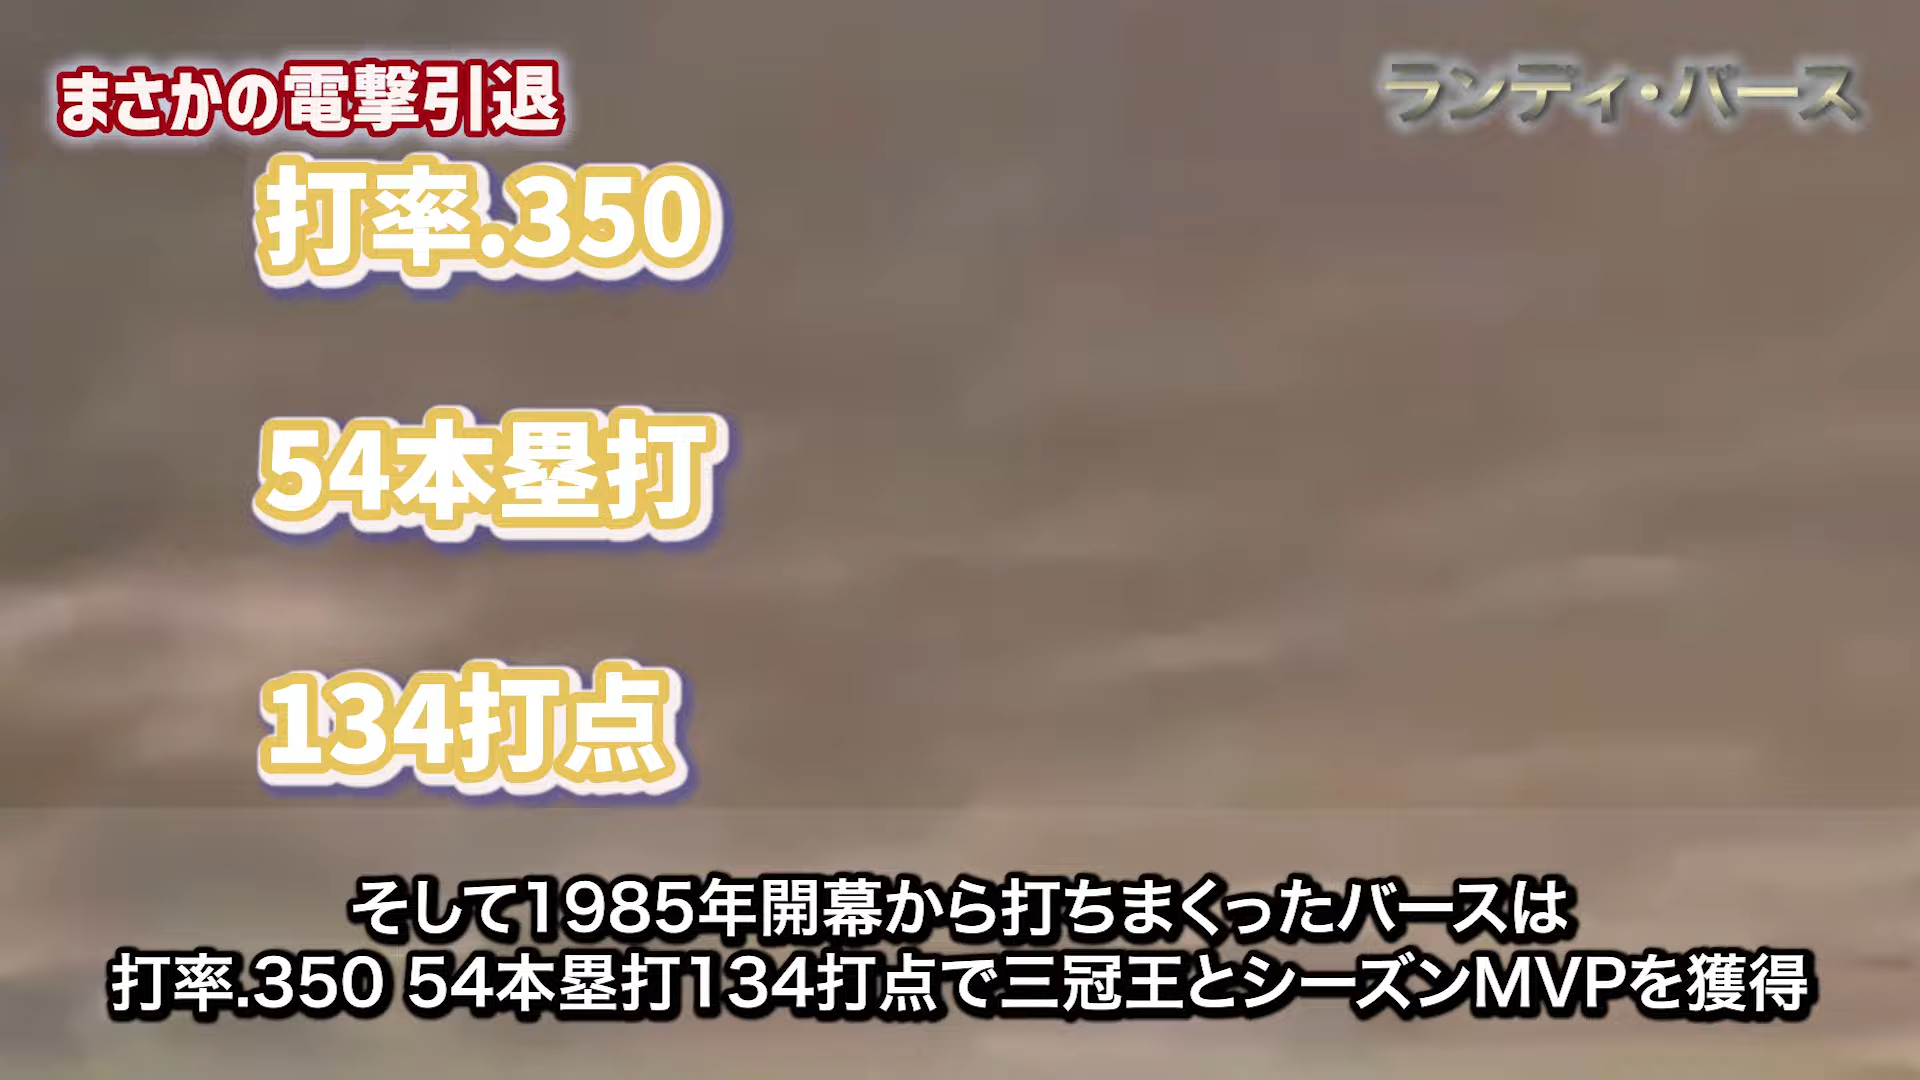 まさかの電撃引退
ランディ・バース
打率.350
54本塁打
134打点
そして1985年開幕から打ちまくったバースは
打率.350 54本塁打134打点で三冠王とシーズンMVPを獲得